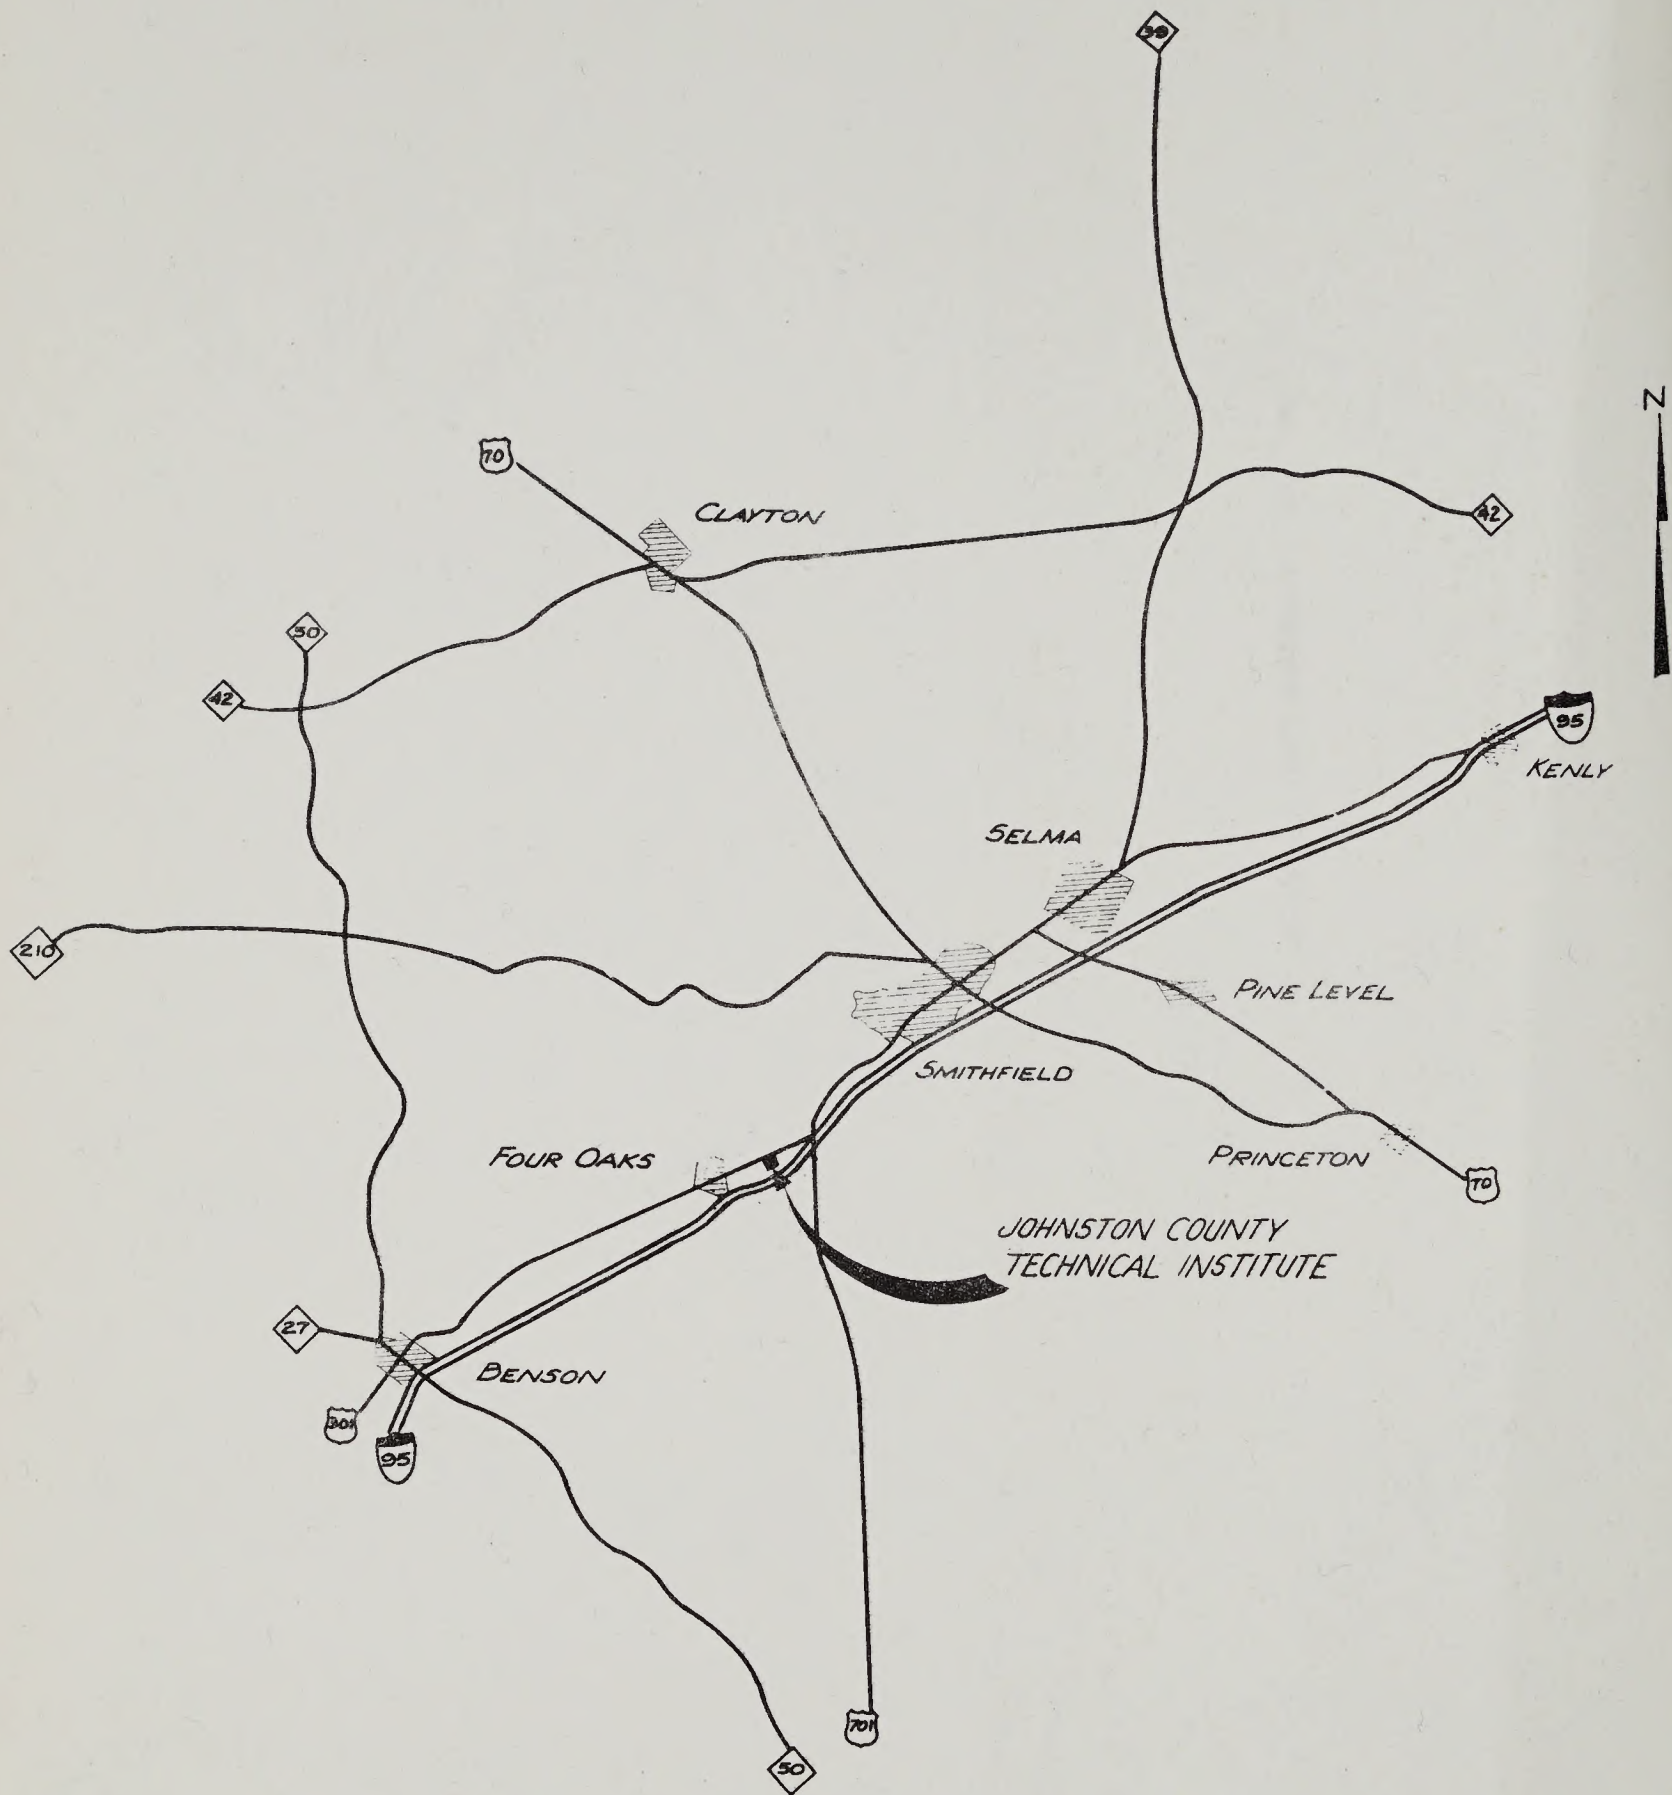 39
N
70
CLAYTON
42
50
42
95
KENLY
SELMA
210
PINE LEVEL
SMITHFIELD
FOUR OAKS
PRINCETON
70
JOHNSTON COUNTY
TECHNICAL INSTITUTE
27
BENSON
301
95
701
50